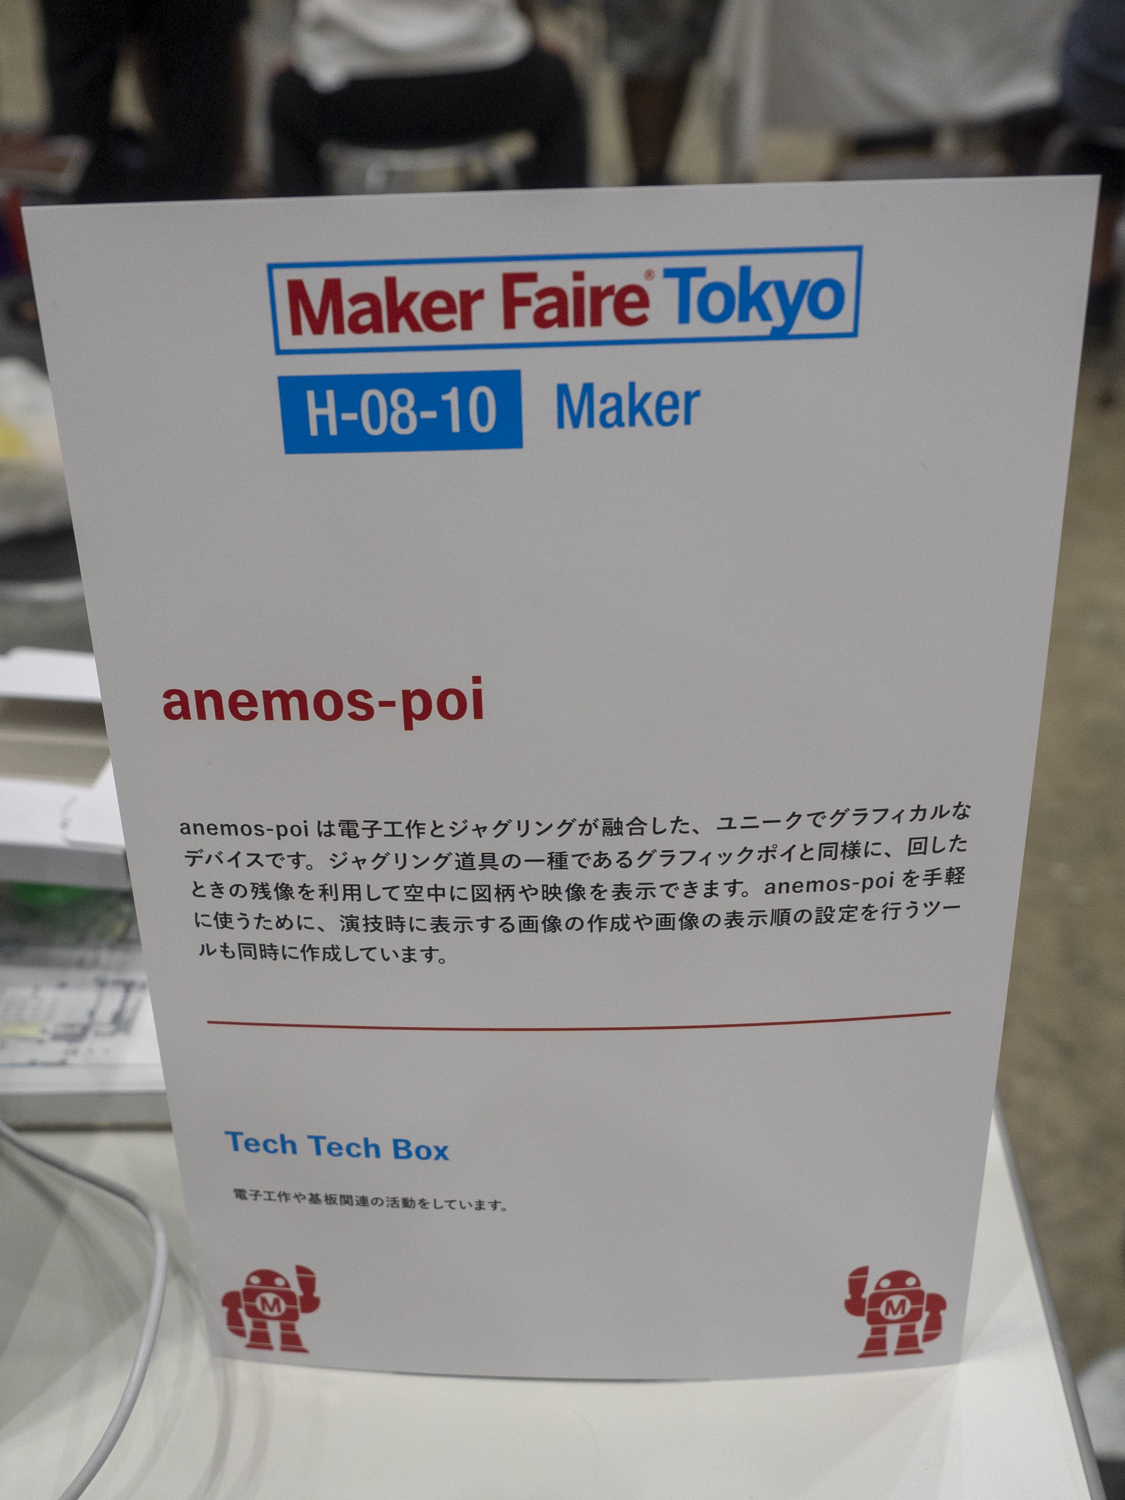 Maker Faire® Tokyo
H-08-10 Maker
anemos-poi
anemos-poi は電子工作とジャグリングが融合した、ユニークでグラフィカルな
デバイスです。ジャグリング道具の一種であるグラフィックポイと同様に、回した
ときの残像を利用して空中に図柄や映像を表示できます。anemos-poi を手軽
に使うために、演技時に表示する画像の作成や画像の表示順の設定を行うツー
ルも同時に作成しています。
Tech Tech Box
電子工作や基板関連の活動をしています。
M
M